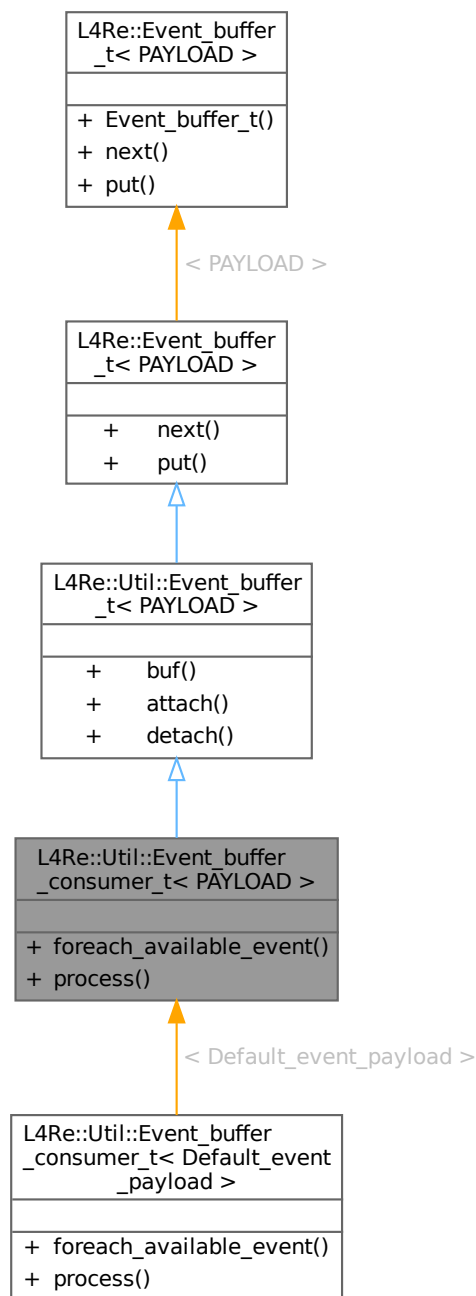 L4Re::Event_buffer
_t< PAYLOAD >
+ Event_buffer_t()
+ next()
+ put()
< PAYLOAD >
L4Re::Event_buffer
_t< PAYLOAD >
+ next()
+ put()
L4Re::Util::Event_buffer
_t< PAYLOAD >
+ buf()
+ attach()
+ detach()
L4Re::Util::Event_buffer
_consumer_t< PAYLOAD >
+ foreach_available_event()
+ process()
< Default_event_payload >
L4Re::Util::Event_buffer
_consumer_t< Default_event
_payload >
+ foreach_available_event()
+ process()